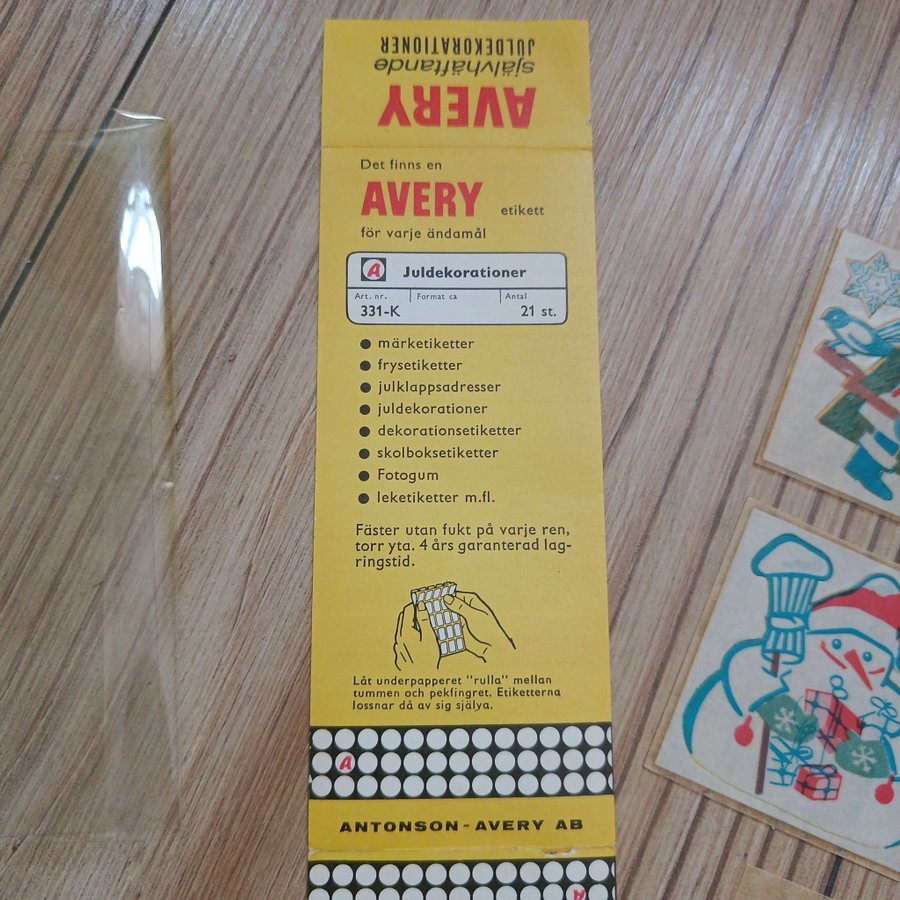 JULDEKORATIONER
självhäftande
AVERY
Det finns en
AVERY etikett
för varje ändamål
A Juldekorationer
Art. nr. Format ca Antal
331-K 21 st.
● märketiketter
● frysetiketter
● julklappsadresser
● juldekorationer
● dekorationsetiketter
● skolboksetiketter
● Fotogum
● leketiketter m.fl.
Fäster utan fukt på varje ren,
torr yta. 4 års garanterad lag-
ringstid.
Låt underpapperet "rulla" mellan
tummen och pekfingret. Etiketterna
lossnar då av sig själya.
A
ANTONSON-AVERY AB
A